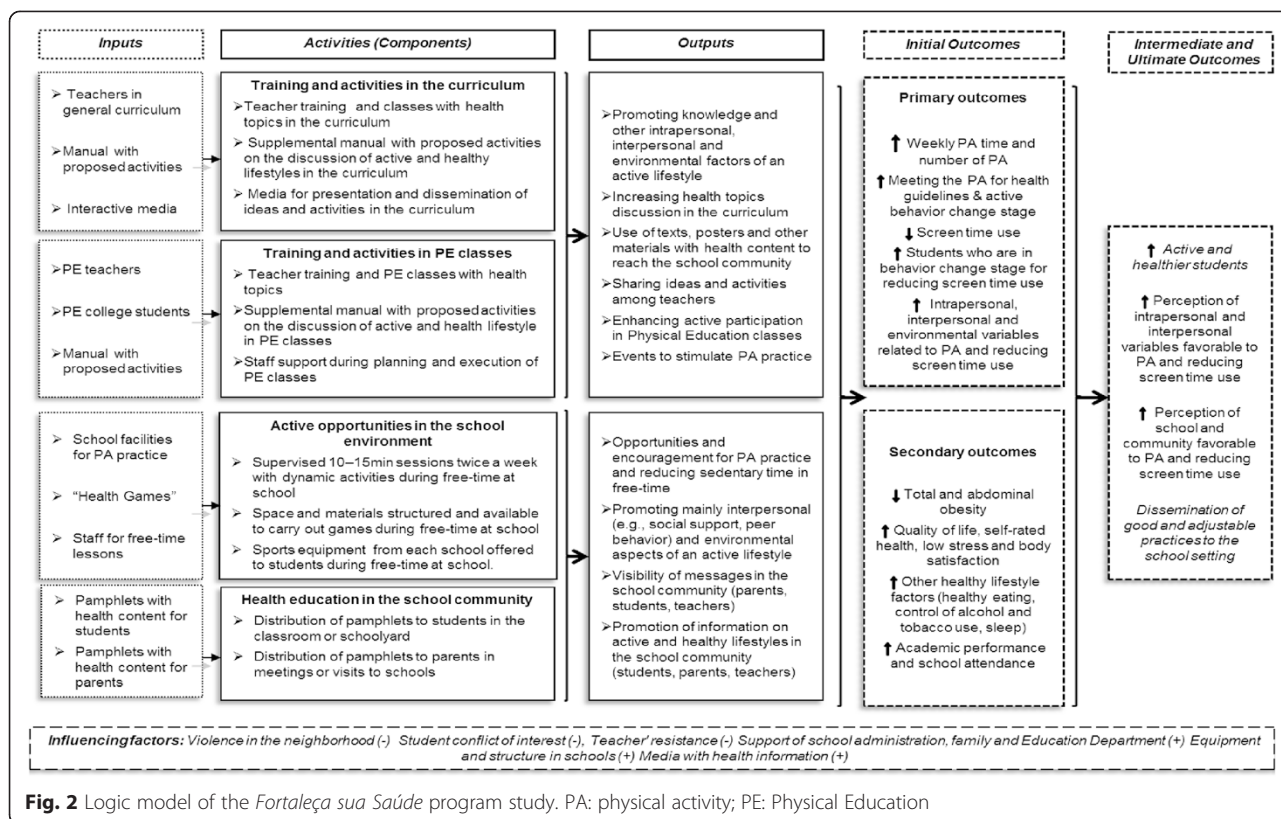 Inputs
Activities (Components)
Outputs
Initial Outcomes
Intermediate and
Ultimate Outcomes
➢ Teachers in
general curriculum
➢ Manual with
proposed activities
➢ Interactive media
Training and activities in the curriculum
➢Teacher training and classes with health
topics in the curriculum
➢ Supplemental manual with proposed activities
on the discussion of active and healthy
lifestyles in the curriculum
➢ Media for presentation and dissemination of
ideas and activities in the curriculum
➢PE teachers
➢PE college students
➢Manual with
proposed activities
Training and activities in PE classes
➢ Teacher training and PE classes with health
topics
➢Supplemental manual with proposed activities
on the discussion of active and health lifestyle in
PE classes
➢Staff support during planning and execution of
PE classes
➢ School facilities
for PA practice
➢ "Health Games"
➢ Staff for free-time
lessons
Active opportunities in the school
environment
➢ Supervised 10–15min sessions twice a week
with dynamic activities during free-time at
school
➢ Space and materials structured and available
to carry out games during free-time at school
➢ Sports equipment from each school offered
to students during free-time at school.
➢ Pamphlets with
health content for
students
➢ Pamphlets with
health content for
parents
Health education in the school community
➢ Distribution of pamphlets to students in the
classroom or schoolyard
➢ Distribution of pamphlets to parents in
meetings or visits to schools
➢Promoting knowledge and
other intrapersonal,
interpersonal and
environmental factors of an
active lifestyle
➢Increasing health topics
discussion in the curriculum
➢Use of texts, posters and other
materials with health content to
reach the school community
➢Sharing ideas and activities
among teachers
➢Enhancing active participation
in Physical Education classes
➢Events to stimulate PA practice
➢Opportunities and
encouragement for PA practice
and reducing sedentary time in
free-time
➢Promoting mainly interpersonal
(e.g., social support, peer
behavior) and environmental
aspects of an active lifestyle
➢Visibility of messages in the
school community (parents,
students, teachers)
➢Promotion of information on
active and healthy lifestyles in
the school community
(students, parents, teachers)
Primary outcomes
↑ Weekly PA time and
number of PA
↑ Meeting the PA for health
guidelines & active
behavior change stage
↓ Screen time use
↑ Students who are in
behavior change stage for
reducing screen time use
↑ Intrapersonal,
interpersonal and
environmental variables
related to PA and reducing
screen time use
Secondary outcomes
↓ Total and abdominal
obesity
↑ Quality of life, self-rated
health, low stress and body
satisfaction
↑ Other healthy lifestyle
factors (healthy eating,
control of alcohol and
tobacco use, sleep)
↑ Academic performance
and school attendance
↑ Active and
healthier students
↑ Perception of
intrapersonal and
interpersonal
variables favorable
to PA and reducing
screen time use
↑ Perception of
school and
community favorable
to PA and reducing
screen time use
Dissemination of
good and adjustable
practices to the
school setting
Influencing factors: Violence in the neighborhood (-) Student conflict of interest (-), Teacher' resistance (-) Support of school administration, family and Education Department (+) Equipment
and structure in schools (+) Media with health information (+)
Fig. 2 Logic model of the Fortaleça sua Saúde program study. PA: physical activity; PE: Physical Education